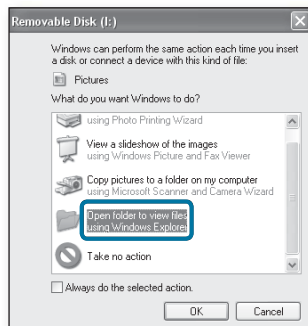 Removable Disk (I:)
Windows can perform the same action each time you insert
a disk or connect a device with this kind of file:
Pictures
What do you want Windows to do?
using Photo Printing Wizard
View a slideshow of the images
using Windows Picture and Fax Viewer
Copy pictures to a folder on my computer
using Microsoft Scanner and Camera Wizard
Open folder to view files
using Windows Explorer
Take no action
Always do the selected action.
OK
Cancel